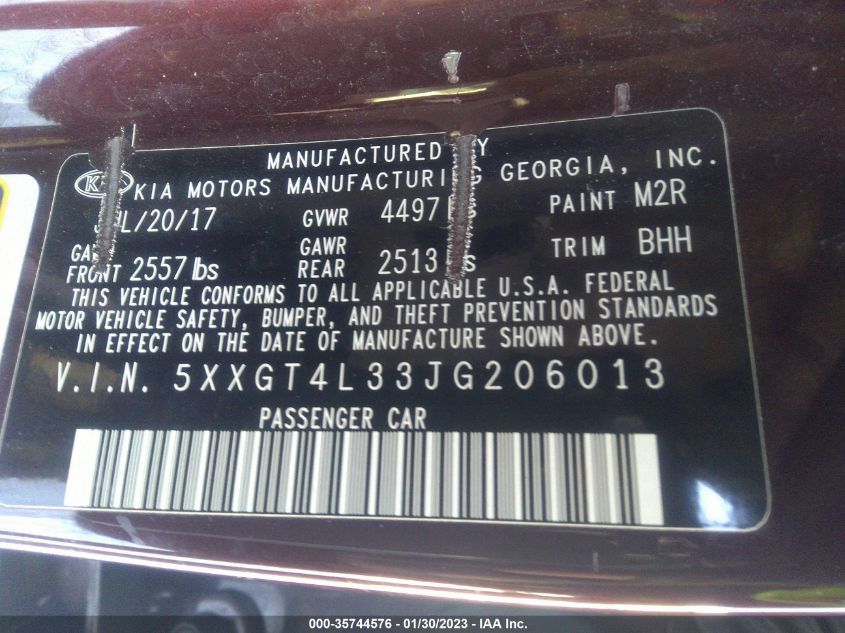 MANUFACTURED
KIA KIA MOTORS MANUFACTURING GEORGIA, INC.
/20/17 GVWR 4497 PAINT M2R
FRONT 2557 lbs GAWR REAR 2513 TRIM BHH
THIS VEHICLE CONFORMS TO ALL APPLICABLE U.S.A. FEDERAL
MOTOR VEHICLE SAFETY, BUMPER, AND THEFT PREVENTION STANDARDS
IN EFFECT ON THE DATE OF MANUFACTURE SHOWN ABOVE.
V.I.N. 5XXGT4L33JG206013
PASSENGER CAR
000-35744576 — 01/30/2023 - IAA Inc.